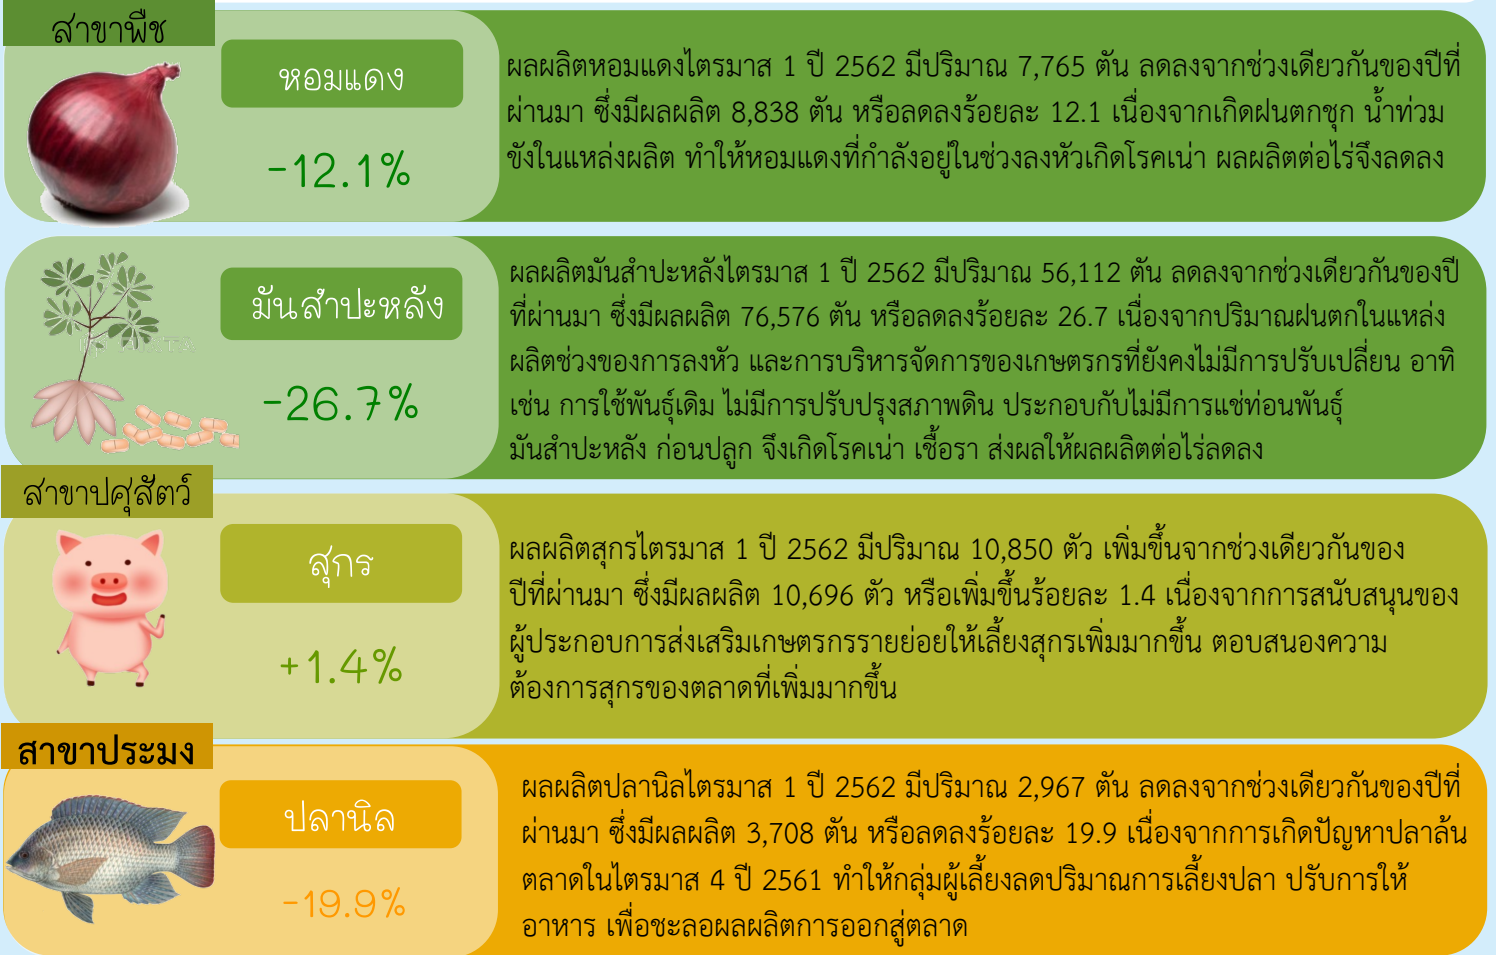 สาขาพืช
หอมแดง
-12.1%
ผลผลิตหอมแดงไตรมาส 1 ปี 2562 มีปริมาณ 7,765 ตัน ลดลงจากช่วงเดียวกันของปีที่
ผ่านมา ซึ่งมีผลผลิต 8,838 ตัน หรือลดลงร้อยละ 12.1 เนื่องจากเกิดฝนตกชุก น้ำท่วม
ขังในแหล่งผลิต ทำให้หอมแดงที่กำลังอยู่ในช่วงลงหัวเกิดโรคเน่า ผลผลิตต่อไร่จึงลดลง
มันสำปะหลัง
-26.7%
ผลผลิตมันสำปะหลังไตรมาส 1 ปี 2562 มีปริมาณ 56,112 ตัน ลดลงจากช่วงเดียวกันของปี
ที่ผ่านมา ซึ่งมีผลผลิต 76,576 ตัน หรือลดลงร้อยละ 26.7 เนื่องจากปริมาณฝนตกในแหล่ง
ผลิตช่วงของการลงหัว และการบริหารจัดการของเกษตรกรที่ยังคงไม่มีการปรับเปลี่ยน อาทิ
เช่น การใช้พันธุ์เดิม ไม่มีการปรับปรุงสภาพดิน ประกอบกับไม่มีการแช่ท่อนพันธุ์
มันสำปะหลัง ก่อนปลูก จึงเกิดโรคเน่า เชื้อรา ส่งผลให้ผลผลิตต่อไร่ลดลง
สาขาปศุสัตว์
สุกร
+1.4%
ผลผลิตสุกรไตรมาส 1 ปี 2562 มีปริมาณ 10,850 ตัว เพิ่มขึ้นจากช่วงเดียวกันของ
ปีที่ผ่านมา ซึ่งมีผลผลิต 10,696 ตัว หรือเพิ่มขึ้นร้อยละ 1.4 เนื่องจากการสนับสนุนของ
ผู้ประกอบการส่งเสริมเกษตรกรรายย่อยให้เลี้ยงสุกรเพิ่มมากขึ้น ตอบสนองความ
ต้องการสุกรของตลาดที่เพิ่มมากขึ้น
สาขาประมง
ปลานิล
-19.9%
ผลผลิตปลานิลไตรมาส 1 ปี 2562 มีปริมาณ 2,967 ตัน ลดลงจากช่วงเดียวกันของปีที่
ผ่านมา ซึ่งมีผลผลิต 3,708 ตัน หรือลดลงร้อยละ 19.9 เนื่องจากการเกิดปัญหาปลาล้น
ตลาดในไตรมาส 4 ปี 2561 ทำให้กลุ่มผู้เลี้ยงลดปริมาณการเลี้ยงปลา ปรับการให้
อาหาร เพื่อชะลอผลผลิตการออกสู่ตลาด